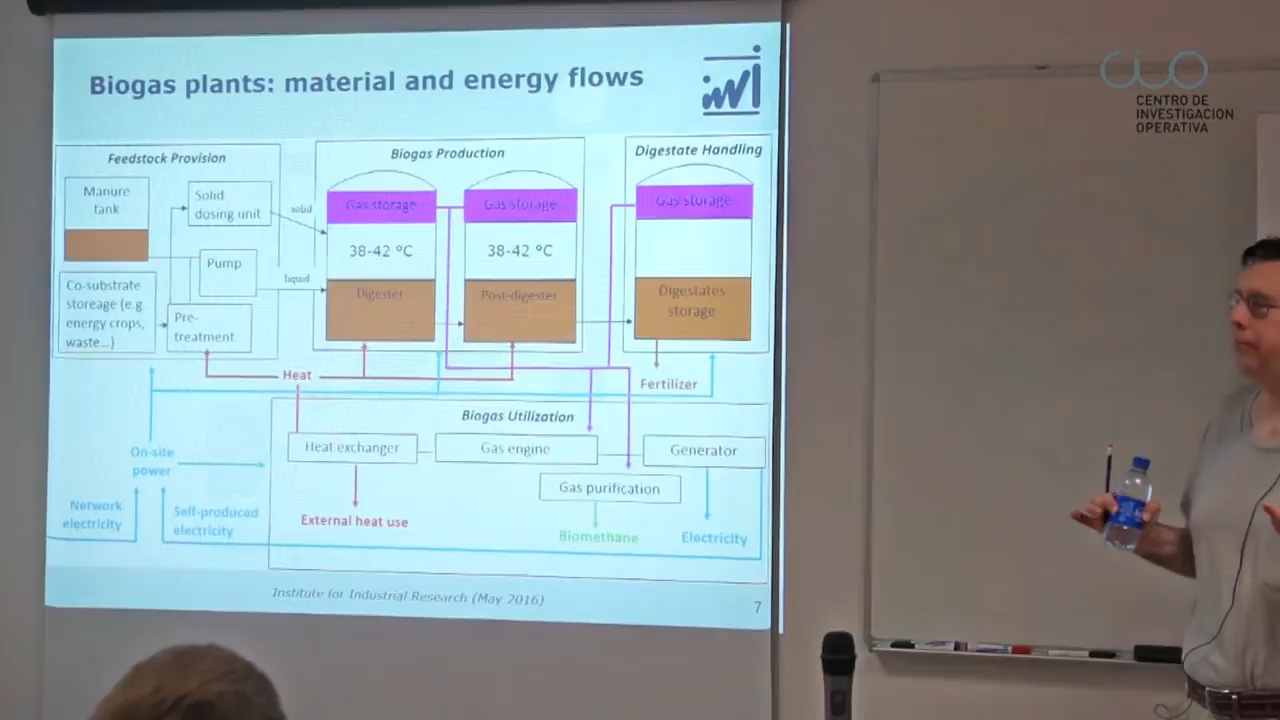 Biogas plants: material and energy flows
iwl
CIO
CENTRO DE
INVESTIGACION
OPERATIVA
Feedstock Provision
Biogas Production
Digestate Handling
Manure
tank
Solid
dosing unit
solid
Pump
liquid
Co-substrate
storeage (e.g.
energy crops,
waste...)
Pre-
treatment
Gas storage
38-42 °C
Digester
Gas storage
38-42 °C
Post-digester
Gas storage
Digestates
storage
Heat
Fertilizer
Biogas Utilization
Heat exchanger
Gas engine
Generator
Gas purification
On-site
power
Network
electricity
Self-produced
electricity
External heat use
Biomethane
Electricity
Institute for Industrial Research (May 2016)
7